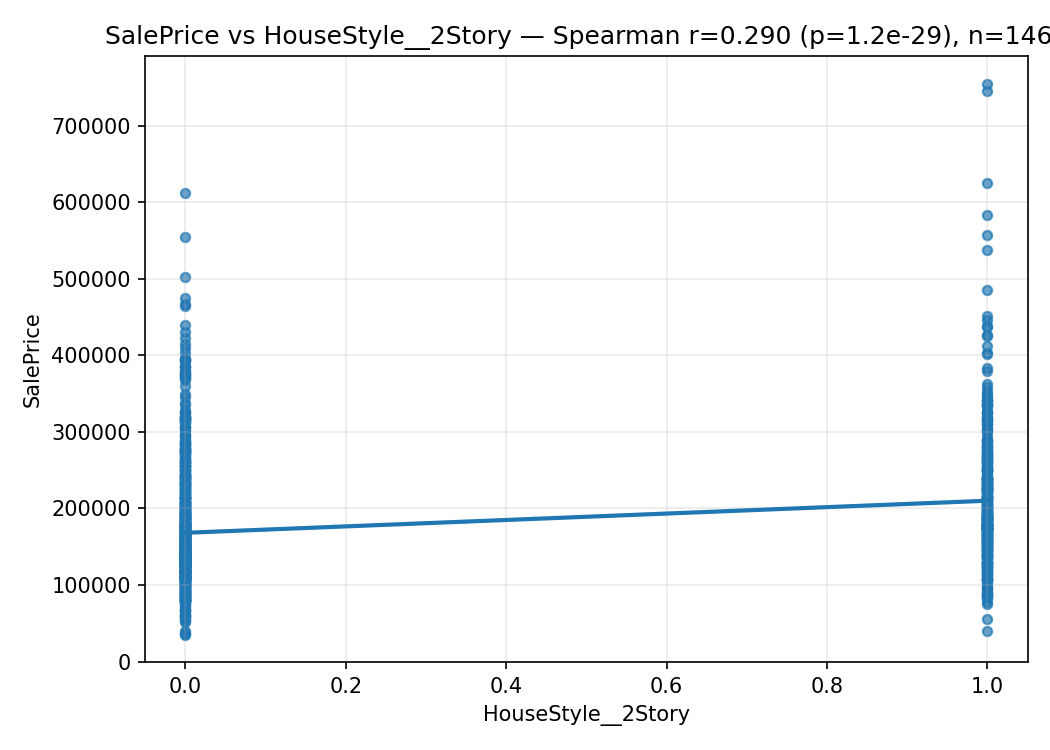 SalePrice vs HouseStyle__2Story — Spearman r=0.290 (p=1.2e-29), n=146
700000
600000
500000
400000
300000
200000
100000
0
SalePrice
0.0 0.2 0.4 0.6 0.8 1.0
HouseStyle__2Story